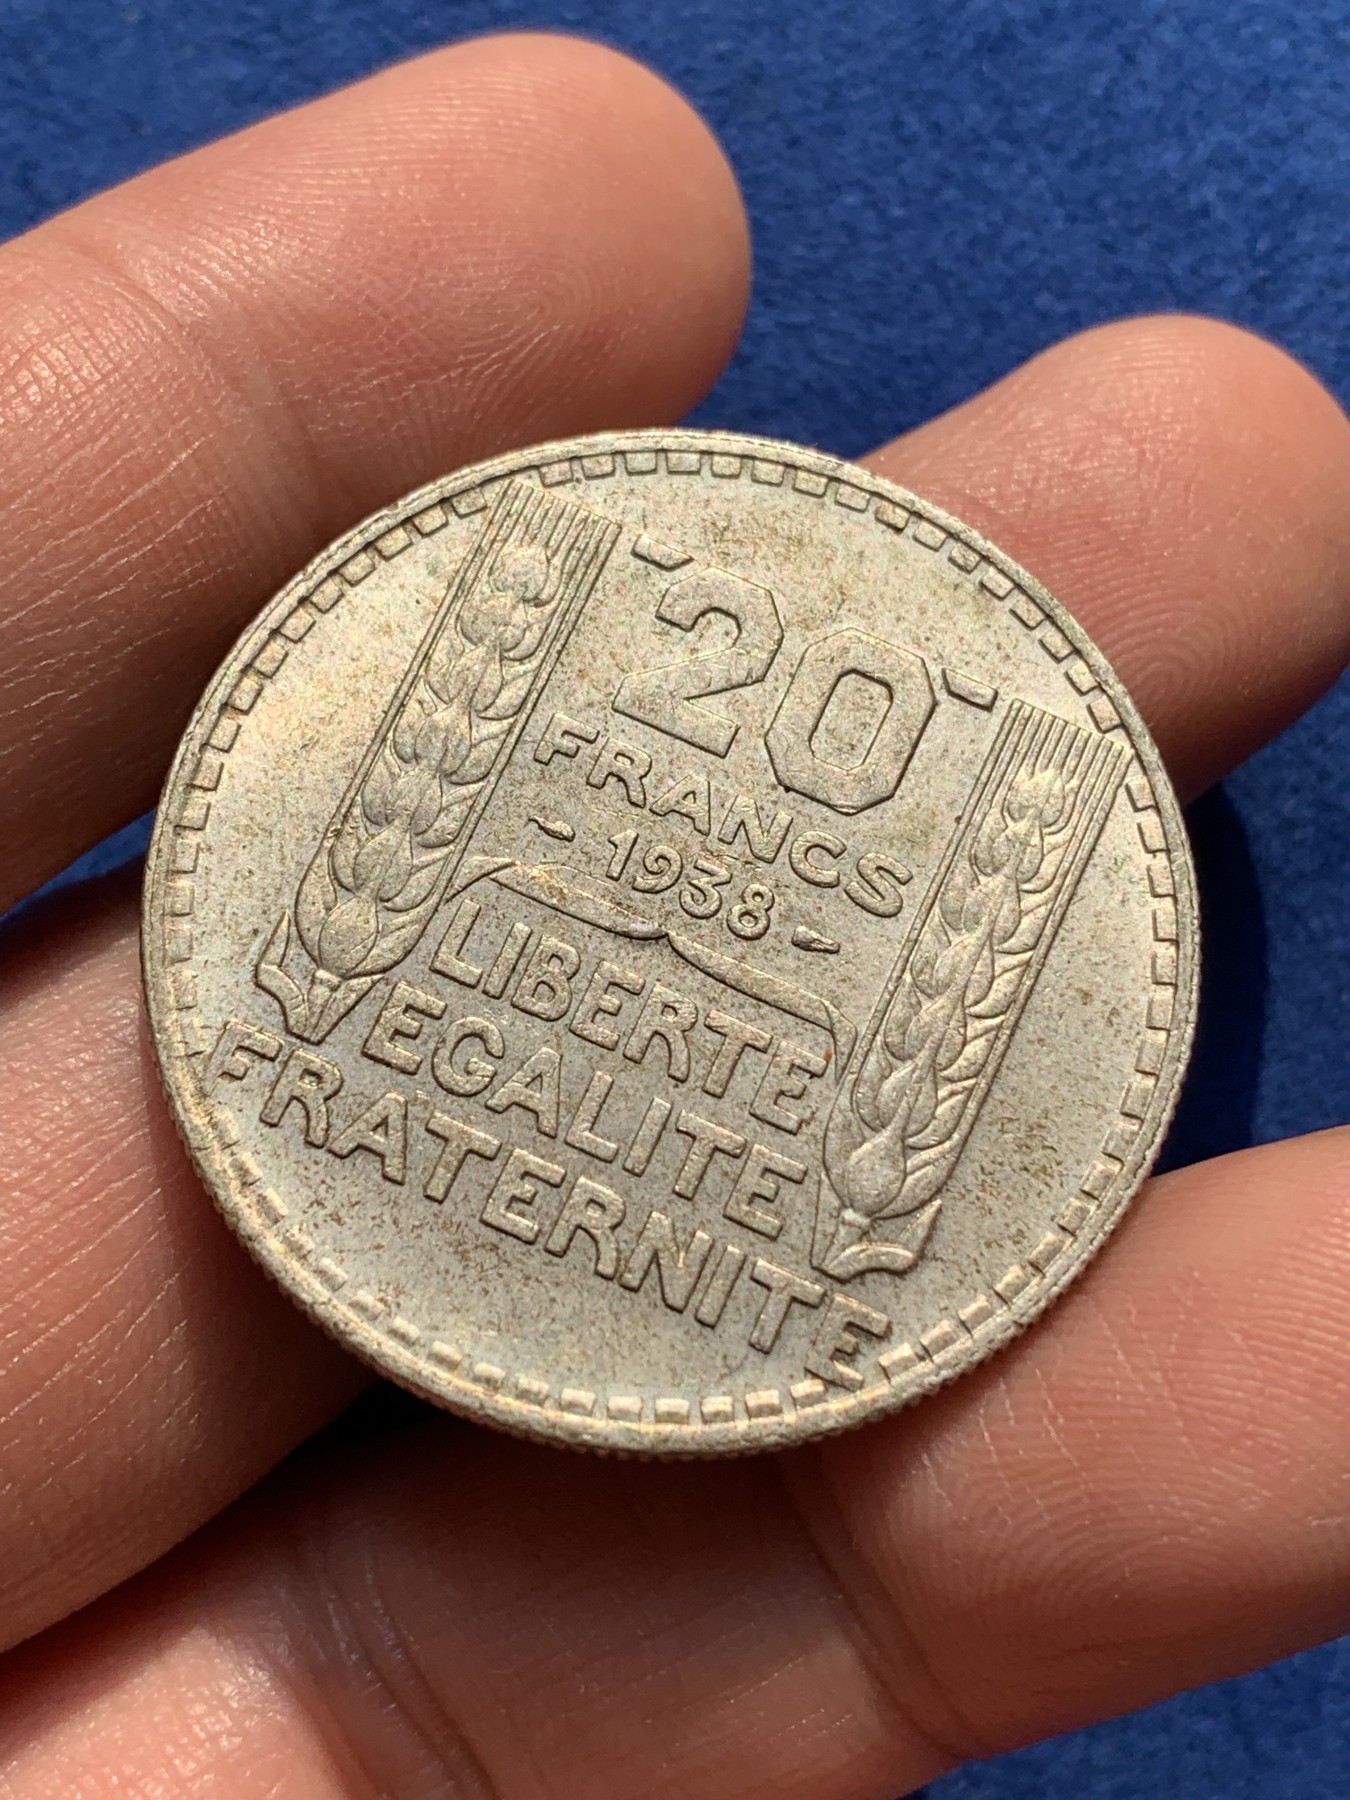 20
FRANCS
1938
LIBERTE
EGALITE
FRATERNITE